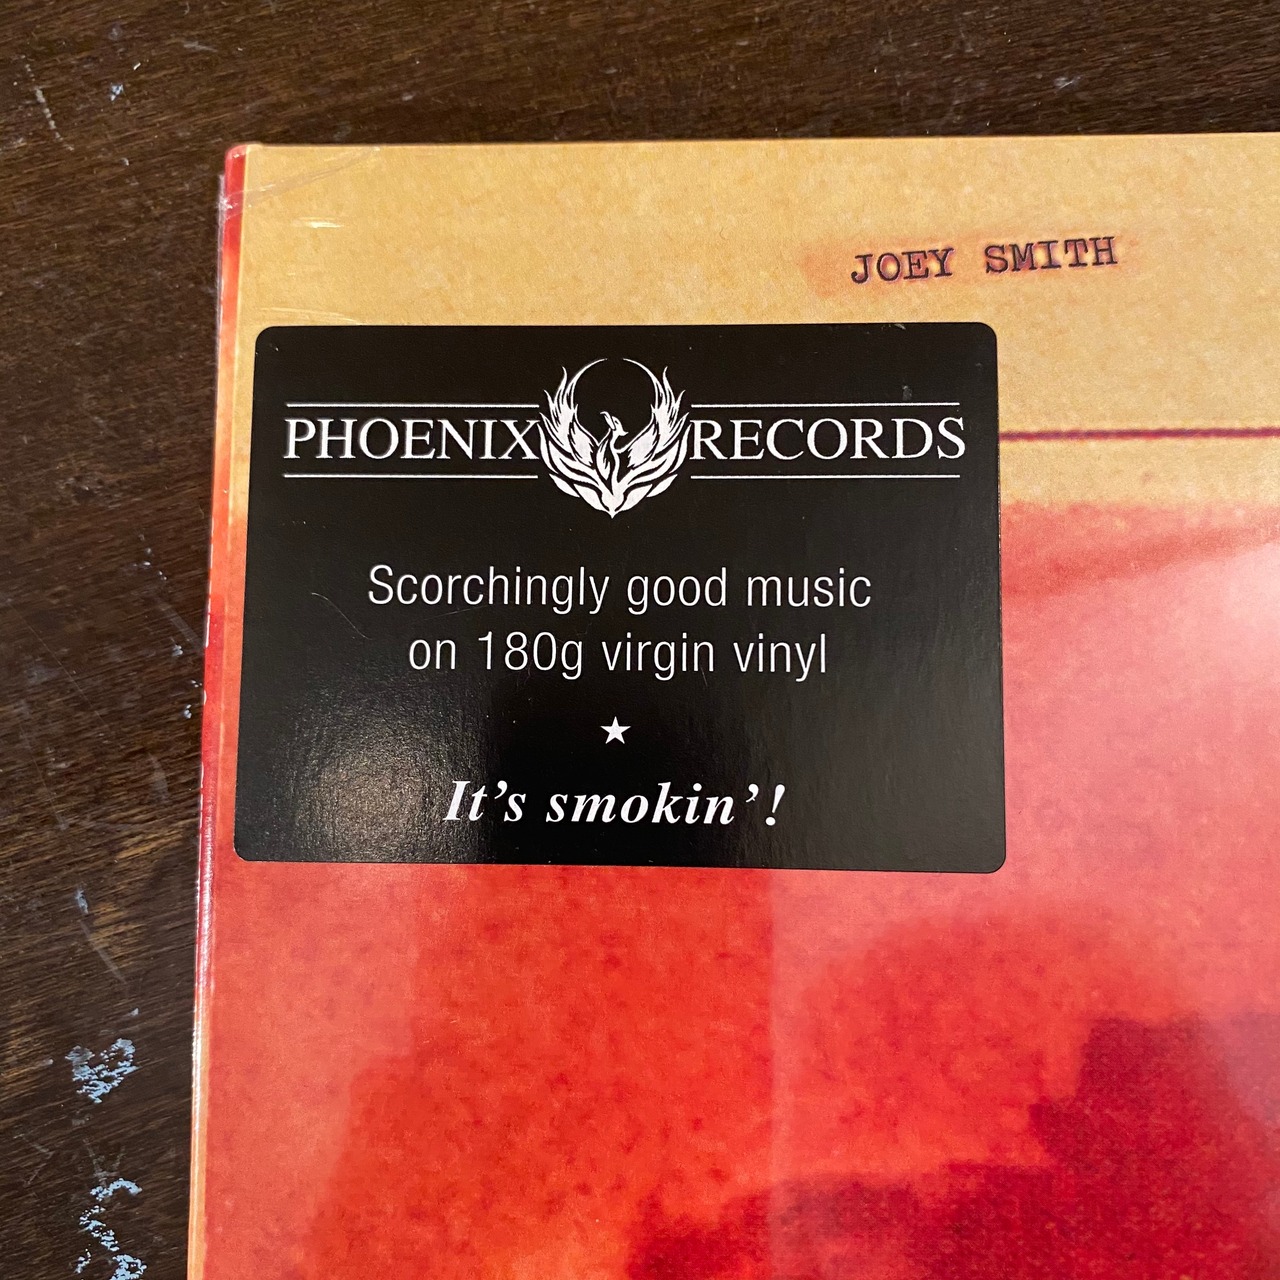 JOEY SMITH
PHOENIX RECORDS
Scorchingly good music
on 180g virgin vinyl
It's smokin'!